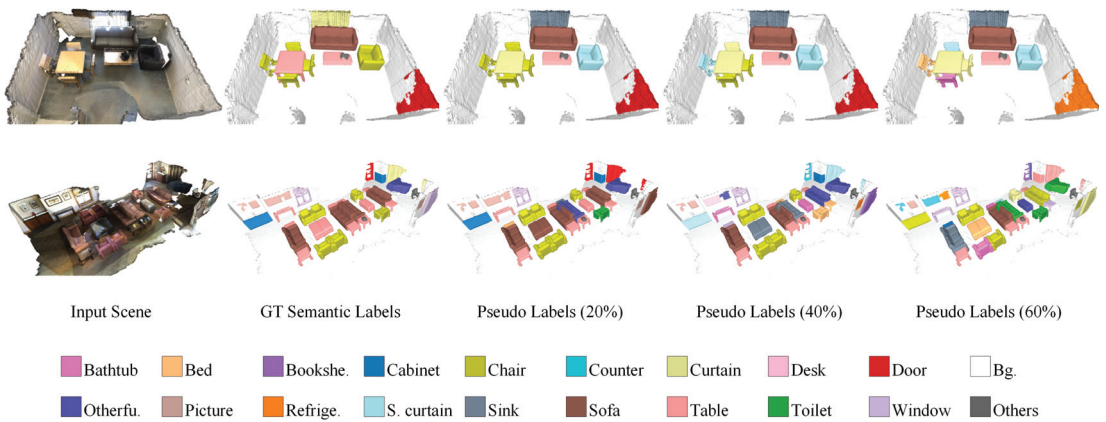 Input Scene GT Semantic Labels Pseudo Labels (20%) Pseudo Labels (40%) Pseudo Labels (60%)
Bathtub Bed Bookshe. Cabinet Chair Counter Curtain Desk Door Bg.
Otherfu. Picture Refrige. S. curtain Sink Sofa Table Toilet Window Others